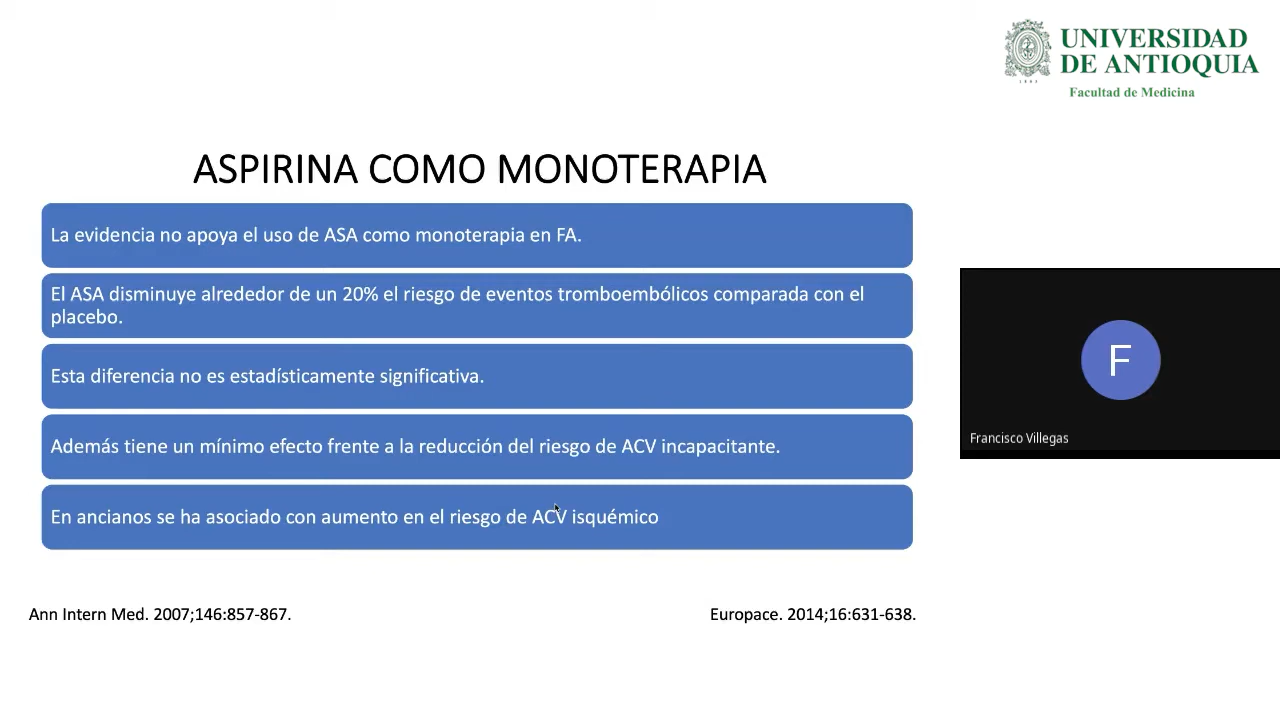 UNIVERSIDAD
DE ANTIOQUIA
1803
Facultad de Medicina
ASPIRINA COMO MONOTERAPIA
La evidencia no apoya el uso de ASA como monoterapia en FA.
El ASA disminuye alrededor de un 20% el riesgo de eventos tromboembólicos comparada con el
placebo.
Esta diferencia no es estadísticamente significativa.
Además tiene un mínimo efecto frente a la reducción del riesgo de ACV incapacitante.
En ancianos se ha asociado con aumento en el riesgo de ACV isquémico
F
Francisco Villegas
Ann Intern Med. 2007;146:857-867.
Europace. 2014;16:631-638.